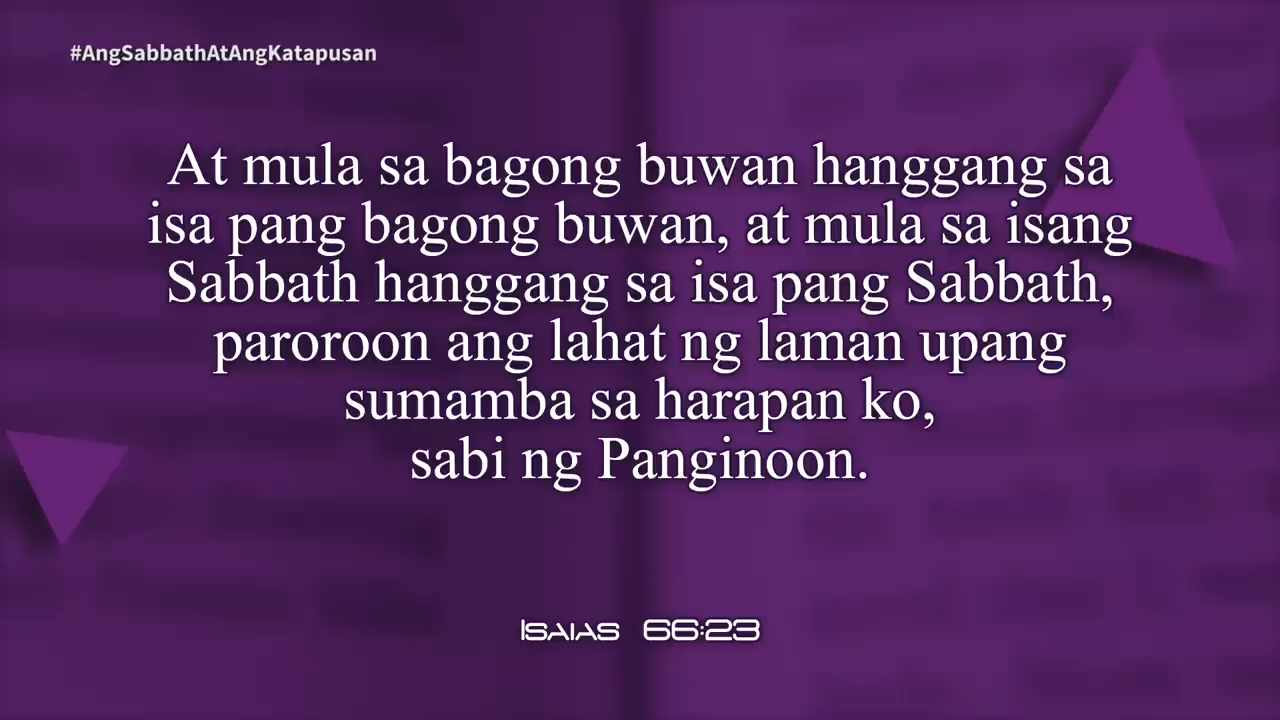 #AngSabbathAtAngKatapusan
At mula sa bagong buwan hanggang sa
isa pang bagong buwan, at mula sa isang
Sabbath hanggang sa isa pang Sabbath,
paroroon ang lahat ng laman upang
sumamba sa harapan ko,
sabi ng Panginoon.
Isaias 66:23